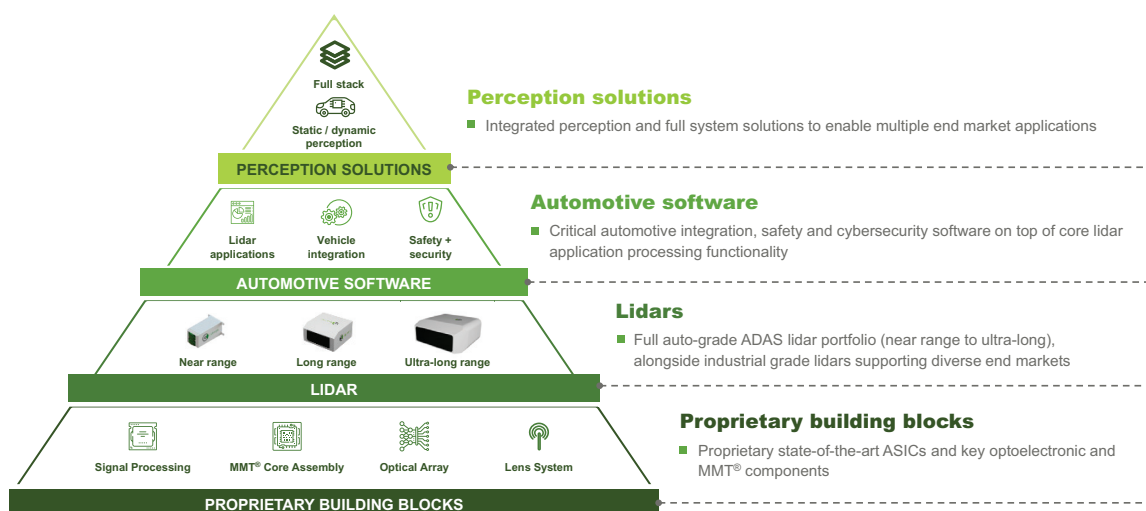 Full stack
Static / dynamic
perception
PERCEPTION SOLUTIONS
Perception solutions
Integrated perception and full system solutions to enable multiple end market applications
Lidar
applications
Vehicle
integration
Safety +
security
AUTOMOTIVE SOFTWARE
Automotive software
Critical automotive integration, safety and cybersecurity software on top of core lidar
application processing functionality
Near range
Long range
Ultra-long range
LIDAR
Lidars
Full auto-grade ADAS lidar portfolio (near range to ultra-long),
alongside industrial grade lidars supporting diverse end markets
Signal Processing
MMT® Core Assembly
Optical Array
Lens System
PROPRIETARY BUILDING BLOCKS
Proprietary building blocks
Proprietary state-of-the-art ASICs and key optoelectronic and
MMT® components